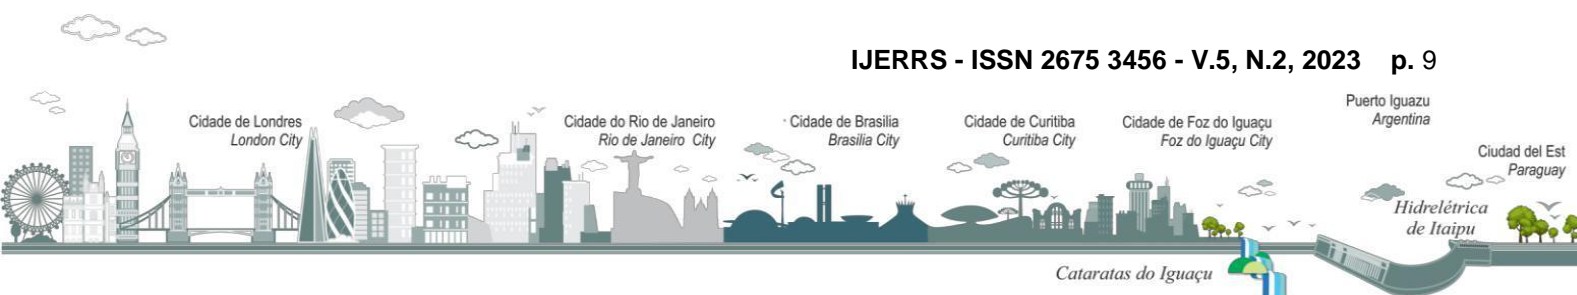 IJERRS - ISSN 2675 3456 - V.5, N.2, 2023 p. 9
Cidade de Londres
London City
Cidade do Rio de Janeiro
Rio de Janeiro City
Cidade de Brasilia
Brasilia City
Cidade de Curitiba
Curitiba City
Cidade de Foz do Iguaçu
Foz do Iguaçu City
Puerto Iguazu
Argentina
Ciudad del Est
Paraguay
Hidrelétrica
de Itaipu
Cataratas do Iguaçu